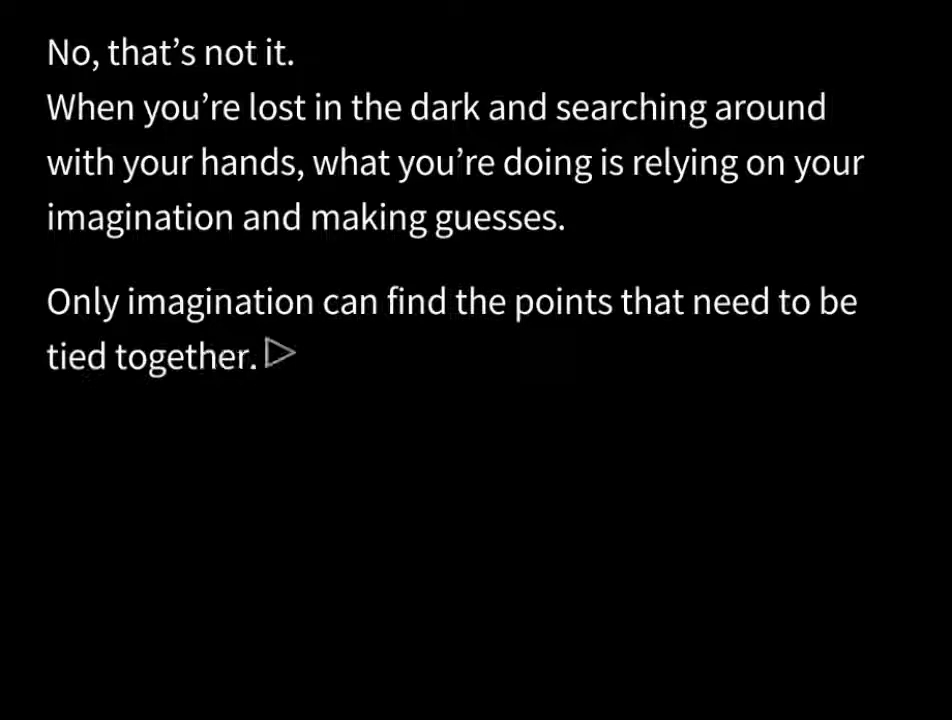 No, that’s not it.
When you’re lost in the dark and searching around
with your hands, what you’re doing is relying on your
imagination and making guesses.
Only imagination can find the points that need to be
tied together.